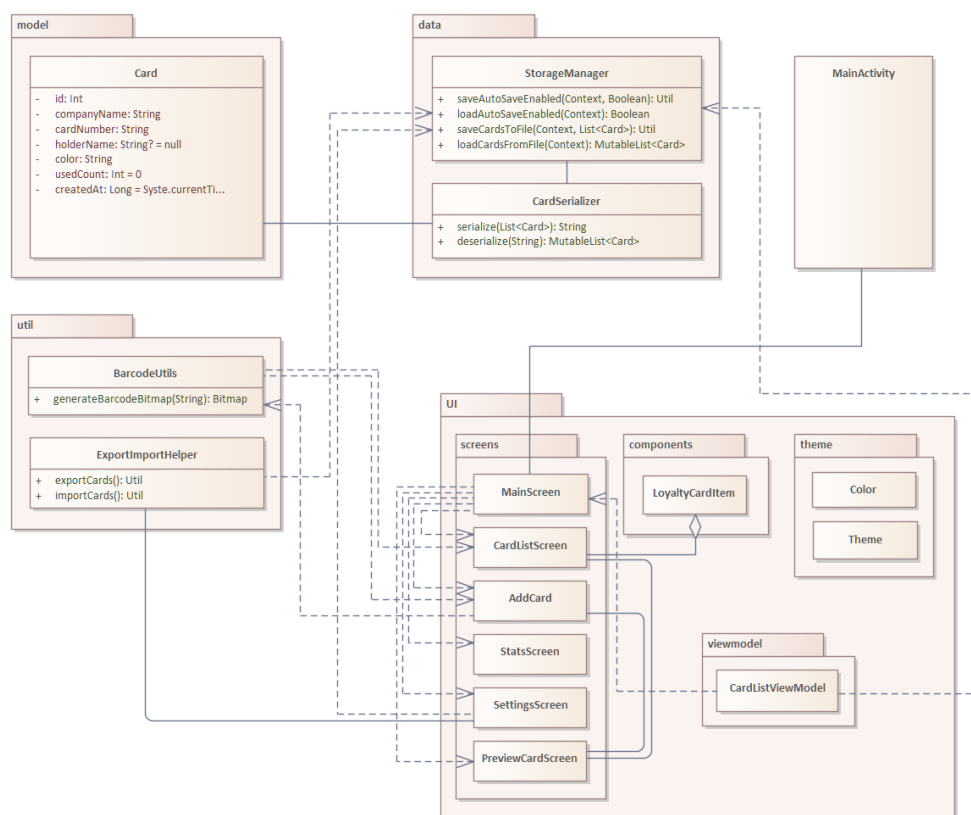 model
Card
- id: Int
- companyName: String
- cardNumber: String
- holderName: String? = null
- color: String
- usedCount: Int = 0
- createdAt: Long = Syste.currentTi...
data
StorageManager
+ saveAutoSaveEnabled(Context, Boolean): Util
+ loadAutoSaveEnabled(Context): Boolean
+ saveCardsToFile(Context, List<Card>): Util
+ loadCardsFromFile(Context): MutableList<Card>
CardSerializer
+ serialize(List<Card>): String
+ deserialize(String): MutableList<Card>
MainActivity
util
BarcodeUtils
+ generateBarcodeBitmap(String): Bitmap
ExportImportHelper
+ exportCards(): Util
+ importCards(): Util
UI
screens
MainScreen
CardListScreen
AddCard
StatsScreen
SettingsScreen
PreviewCardScreen
components
LoyaltyCardItem
theme
Color
Theme
viewmodel
CardListViewModel